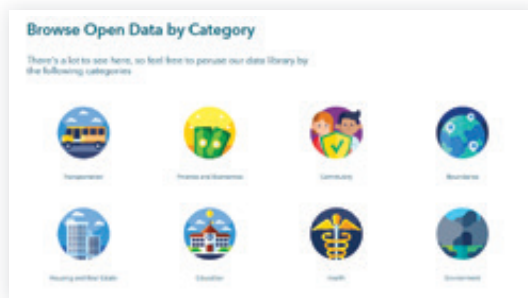 Browse Open Data by Category
There's a lot to see here, so feel free to peruse our data library by
the following categories
Transportation
Finance and Businesses
Community
Boundaries
Housing and Real Estate
Education
Health
Environment